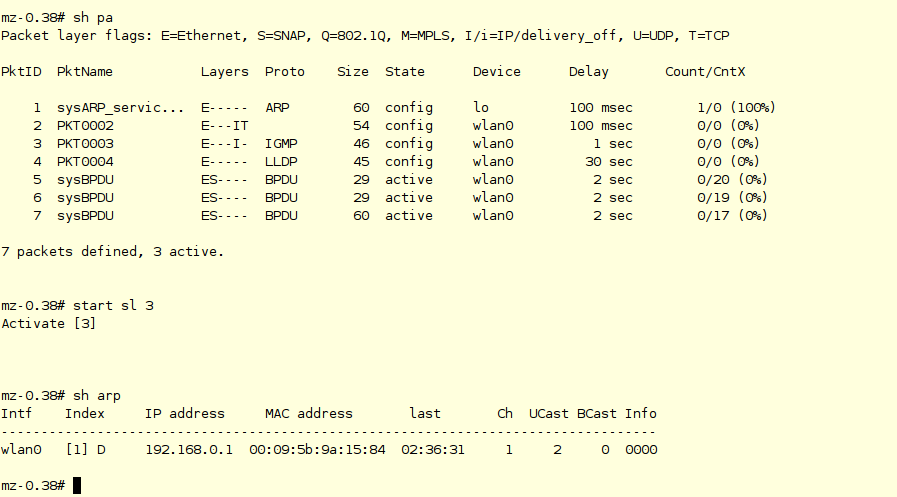 mz-0.38# sh pa
Packet layer flags: E=Ethernet, S=SNAP, Q=802.1Q, M=MPLS, I/i=IP/delivery_off, U=UDP, T=TCP
PktID PktName Layers Proto Size State Device Delay Count/CntX
1 sysARP_servic... E----- ARP 60 config lo 100 msec 1/0 (100%)
2 PKT0002 E---IT 54 config wlan0 100 msec 0/0 (0%)
3 PKT0003 E---I- IGMP 46 config wlan0 1 sec 0/0 (0%)
4 PKT0004 E----- LLDP 45 config wlan0 30 sec 0/0 (0%)
5 sysBPDU ES---- BPDU 29 active wlan0 2 sec 0/20 (0%)
6 sysBPDU ES---- BPDU 29 active wlan0 2 sec 0/19 (0%)
7 sysBPDU ES---- BPDU 60 active wlan0 2 sec 0/17 (0%)
7 packets defined, 3 active.
mz-0.38# start sl 3
Activate [3]
mz-0.38# sh arp
Intf Index IP address MAC address last Ch UCast BCast Info
----------------------------------------------------------------------------------
wlan0 [1] D 192.168.0.1 00:09:5b:9a:15:84 02:36:31 1 2 0 0000
mz-0.38#